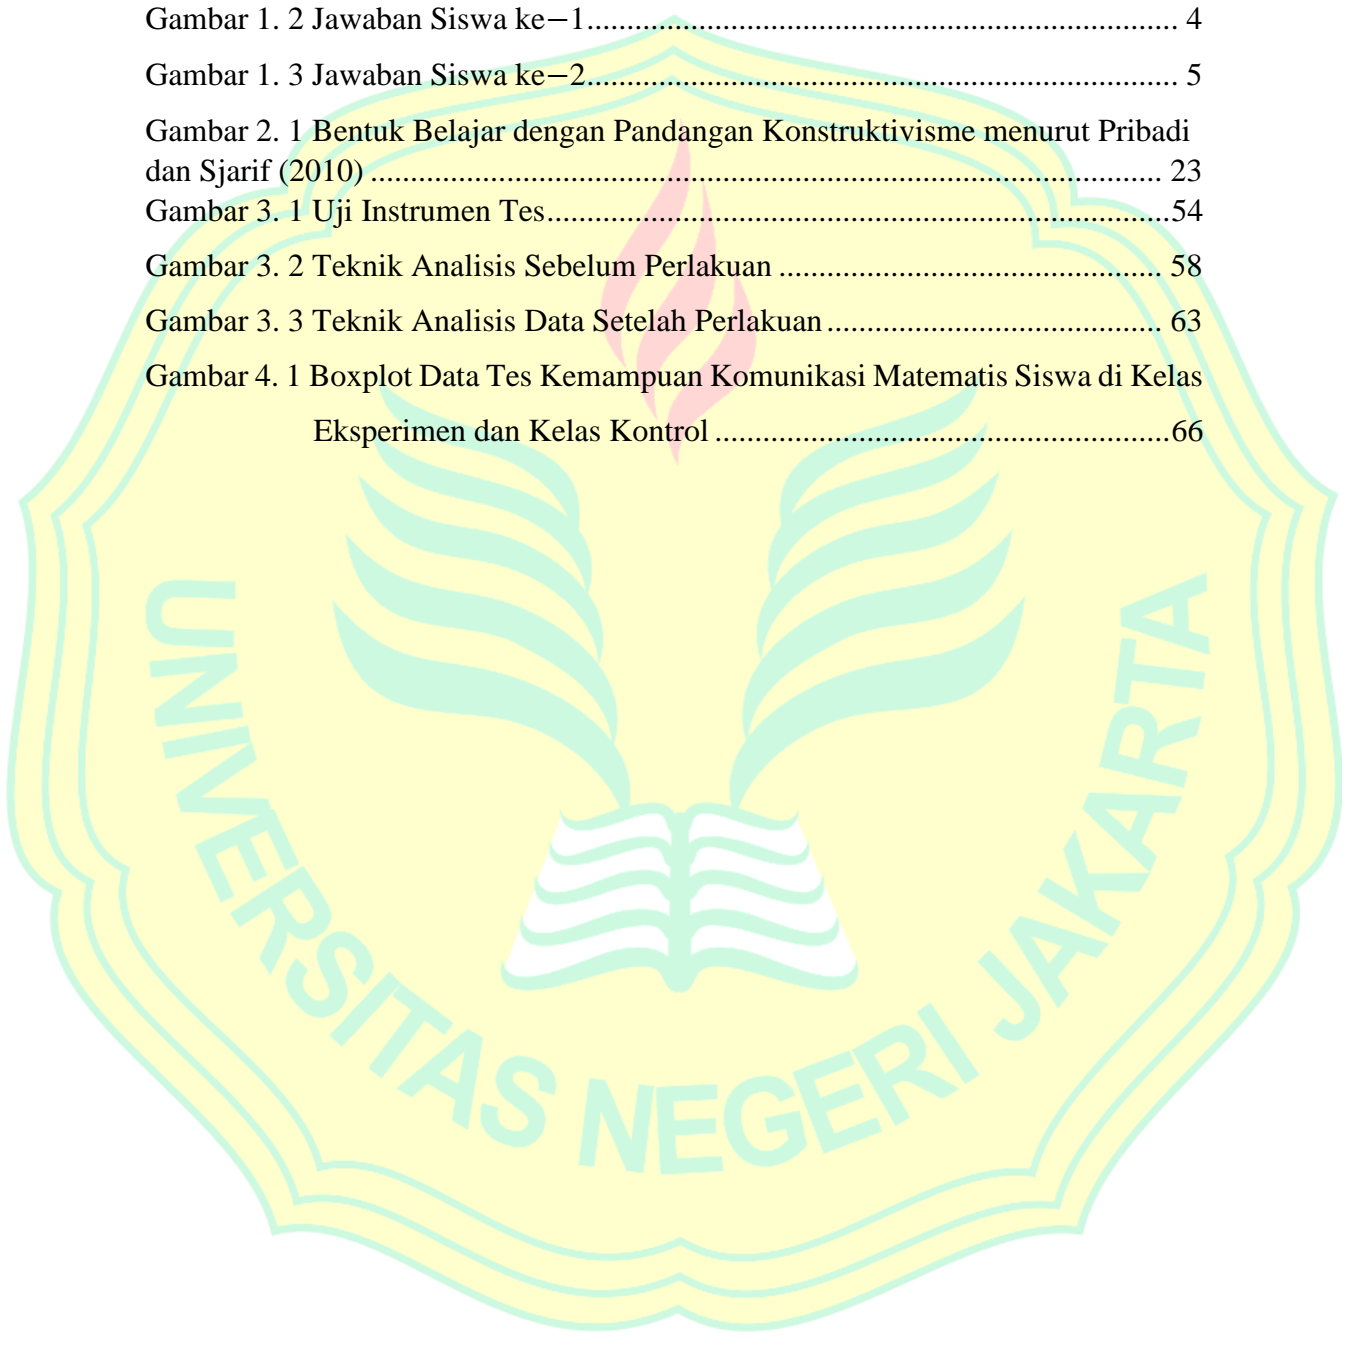 Gambar 1. 2 Jawaban Siswa ke−1........................................................................ 4
Gambar 1. 3 Jawaban Siswa ke−2........................................................................ 5
Gambar 2. 1 Bentuk Belajar dengan Pandangan Konstruktivisme menurut Pribadi
dan Sjarif (2010) ................................................................................................. 23
Gambar 3. 1 Uji Instrumen Tes............................................................................54
Gambar 3. 2 Teknik Analisis Sebelum Perlakuan ............................................... 58
Gambar 3. 3 Teknik Analisis Data Setelah Perlakuan ......................................... 63
Gambar 4. 1 Boxplot Data Tes Kemampuan Komunikasi Matematis Siswa di Kelas
Eksperimen dan Kelas Kontrol ........................................................66
UNIVERSITAS NEGERI JAKARTA